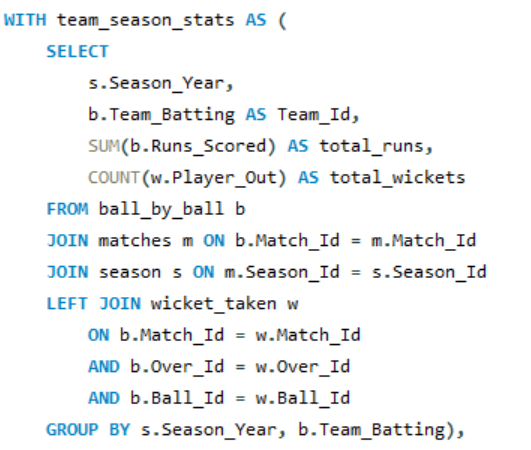 WITH team_season_stats AS (
    SELECT
        s.Season_Year,
        b.Team_Batting AS Team_Id,
        SUM(b.Runs_Scored) AS total_runs,
        COUNT(w.Player_Out) AS total_wickets
    FROM ball_by_ball b
    JOIN matches m ON b.Match_Id = m.Match_Id
    JOIN season s ON m.Season_Id = s.Season_Id
    LEFT JOIN wicket_taken w
        ON b.Match_Id = w.Match_Id
        AND b.Over_Id = w.Over_Id
        AND b.Ball_Id = w.Ball_Id
    GROUP BY s.Season_Year, b.Team_Batting),